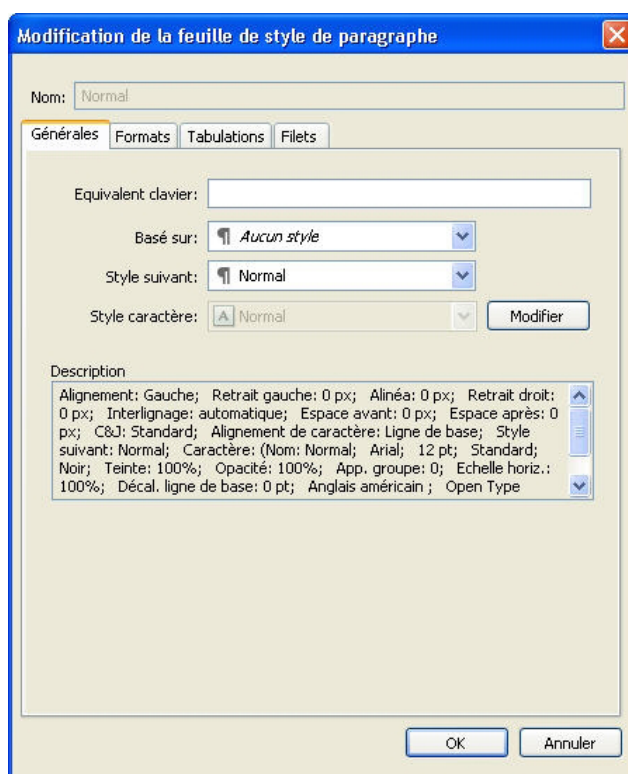 Modification de la feuille de style de paragraphe
Nom: Normal
Générales Formats Tabulations Filets
Equivalent clavier:
Basé sur: ¶ Aucun style
Style suivant: ¶ Normal
Style caractère: A Normal Modifier
Description
Alignement: Gauche; Retrait gauche: 0 px; Alinéa: 0 px; Retrait droit:
0 px; Interlignage: automatique; Espace avant: 0 px; Espace après: 0
px; C&J: Standard; Alignement de caractère: Ligne de base; Style
suivant: Normal; Caractère: (Nom: Normal; Arial; 12 pt; Standard;
Noir; Teinte: 100%; Opacité: 100%; App. groupe: 0; Echelle horiz.:
100%; Décal. ligne de base: 0 pt; Anglais américain ; Open Type
OK Annuler